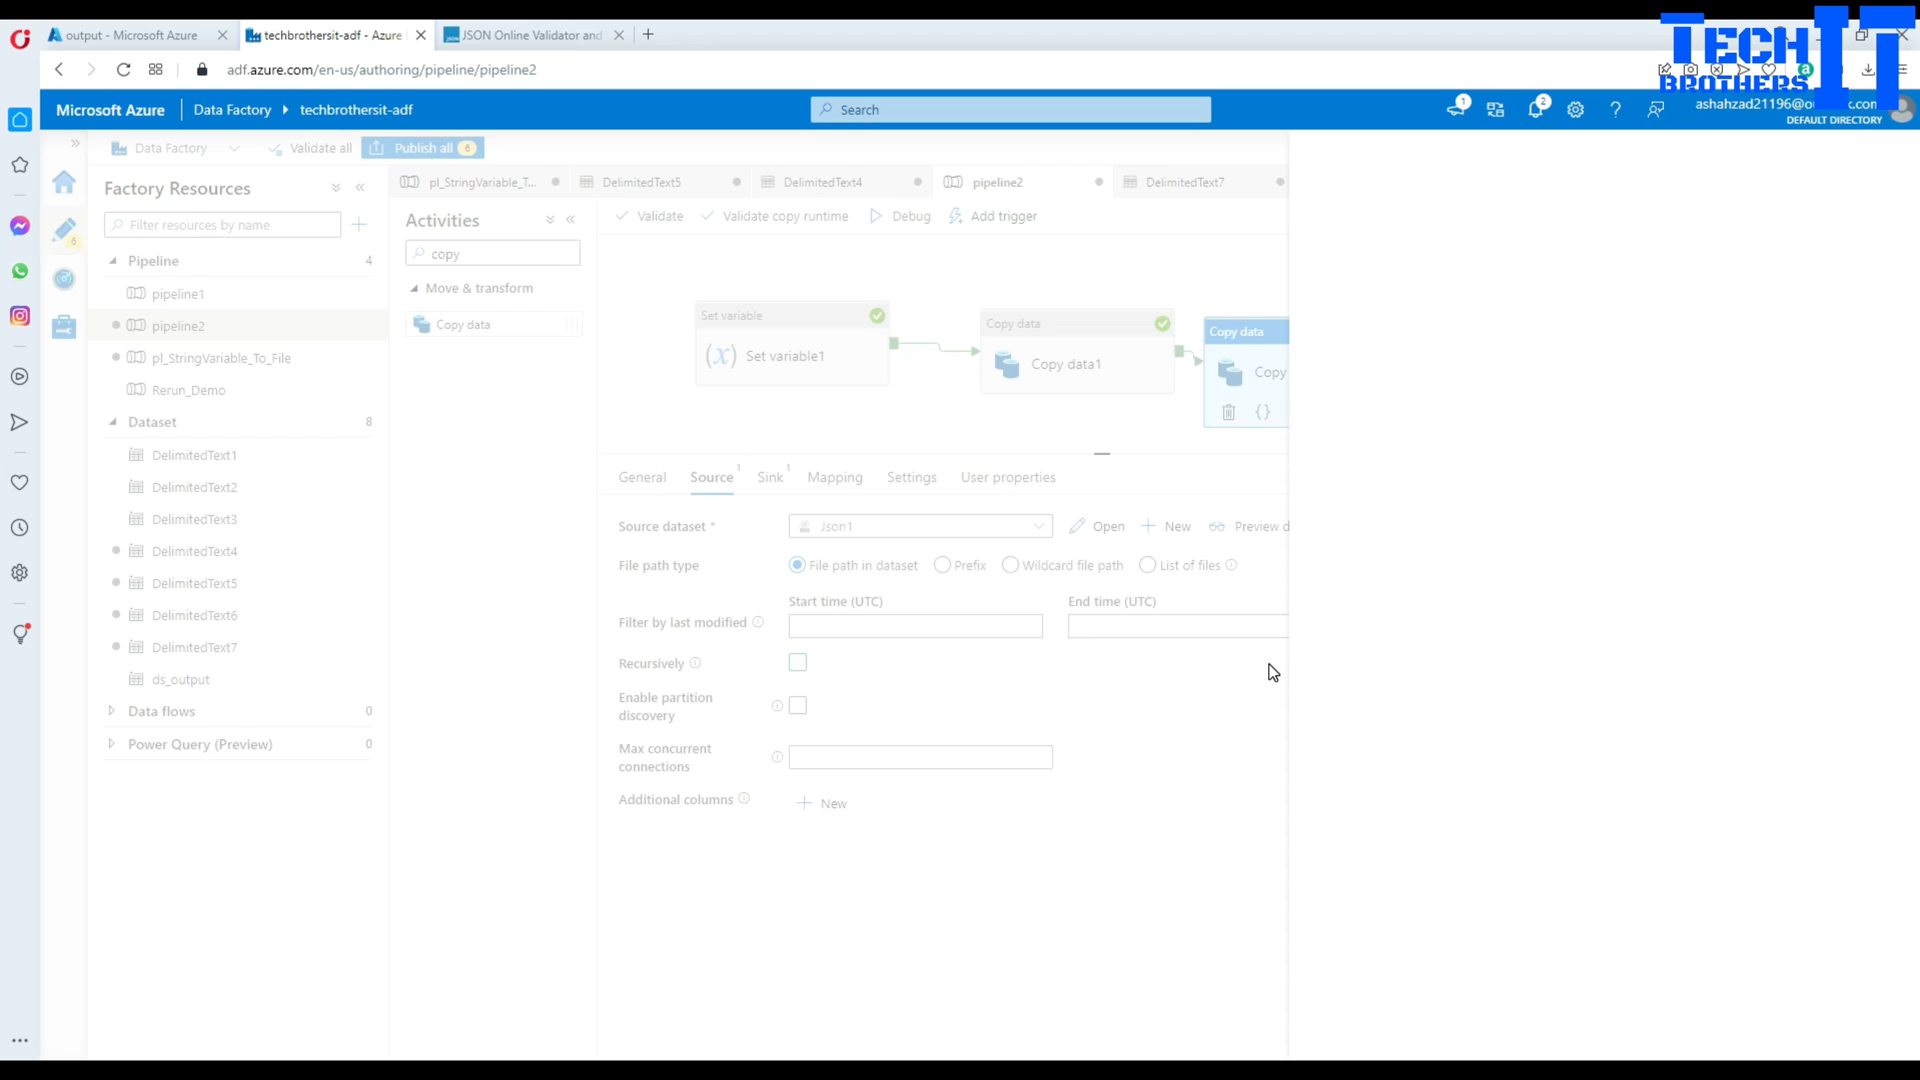 output - Microsoft Azure
techbrothersit-adf - Azure
JSON Online Validator and
TECH IT
BROTHERS
adf.azure.com/en-us/authoring/pipeline/pipeline2
Microsoft Azure
Data Factory
techbrothersit-adf
Search
1
2
DEFAULT DIRECTORY
Data Factory
Validate all
Publish all
6
Factory Resources
Filter resources by name
Pipeline
4
pipeline1
pipeline2
pl_StringVariable_To_File
Rerun_Demo
Dataset
8
DelimitedText1
DelimitedText2
DelimitedText3
DelimitedText4
DelimitedText5
DelimitedText6
DelimitedText7
ds_output
Data flows
0
Power Query (Preview)
0
6
pl_StringVariable_T...
DelimitedText5
DelimitedText4
pipeline2
DelimitedText7
Activities
copy
Move & transform
Copy data
Validate
Validate copy runtime
Debug
Add trigger
Set variable
(x)
Set variable1
Copy data
Copy data1
Copy data
Copy
{}
General
Source
1
Sink
1
Mapping
Settings
User properties
Source dataset *
Json1
Open
New
Preview d
File path type
File path in dataset
Prefix
Wildcard file path
List of files
Start time (UTC)
End time (UTC)
Filter by last modified
Recursively
Enable partition discovery
Max concurrent connections
Additional columns
New